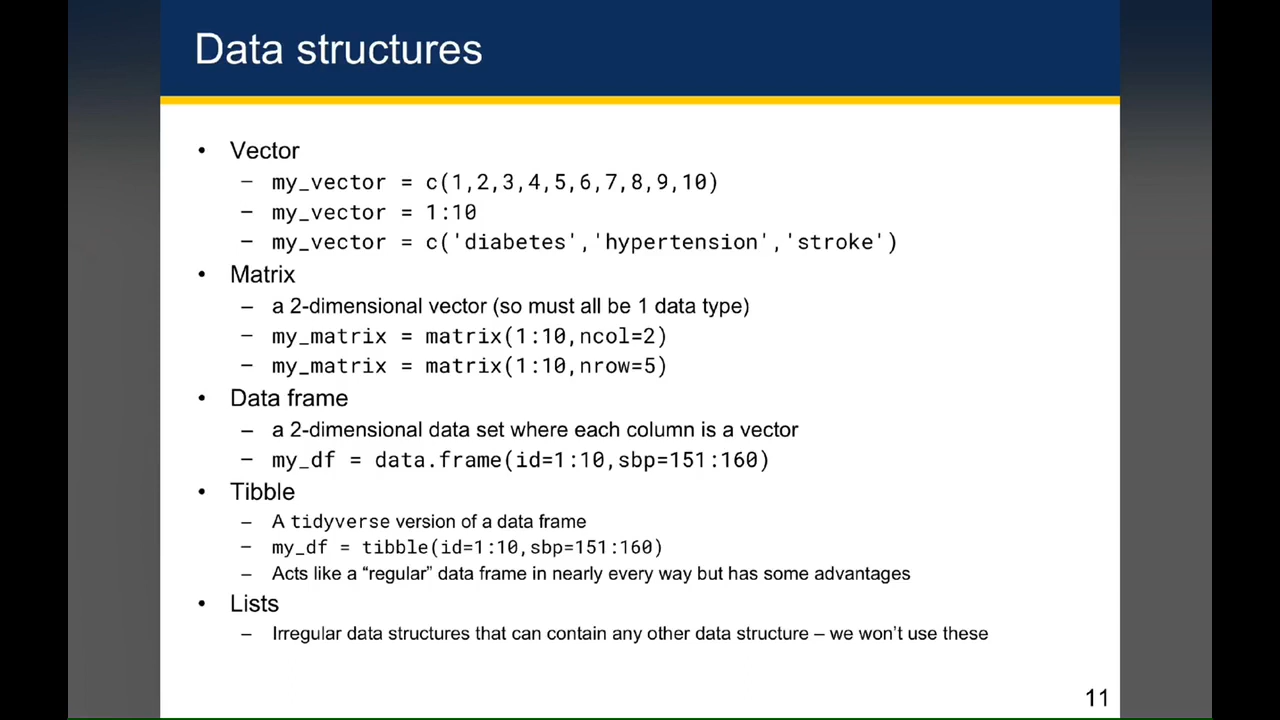 Data structures
• Vector
– my_vector = c(1,2,3,4,5,6,7,8,9,10)
– my_vector = 1:10
– my_vector = c('diabetes','hypertension','stroke')
• Matrix
– a 2-dimensional vector (so must all be 1 data type)
– my_matrix = matrix(1:10,ncol=2)
– my_matrix = matrix(1:10,nrow=5)
• Data frame
– a 2-dimensional data set where each column is a vector
– my_df = data.frame(id=1:10,sbp=151:160)
• Tibble
– A tidyverse version of a data frame
– my_df = tibble(id=1:10,sbp=151:160)
– Acts like a “regular” data frame in nearly every way but has some advantages
• Lists
– Irregular data structures that can contain any other data structure – we won’t use these
11